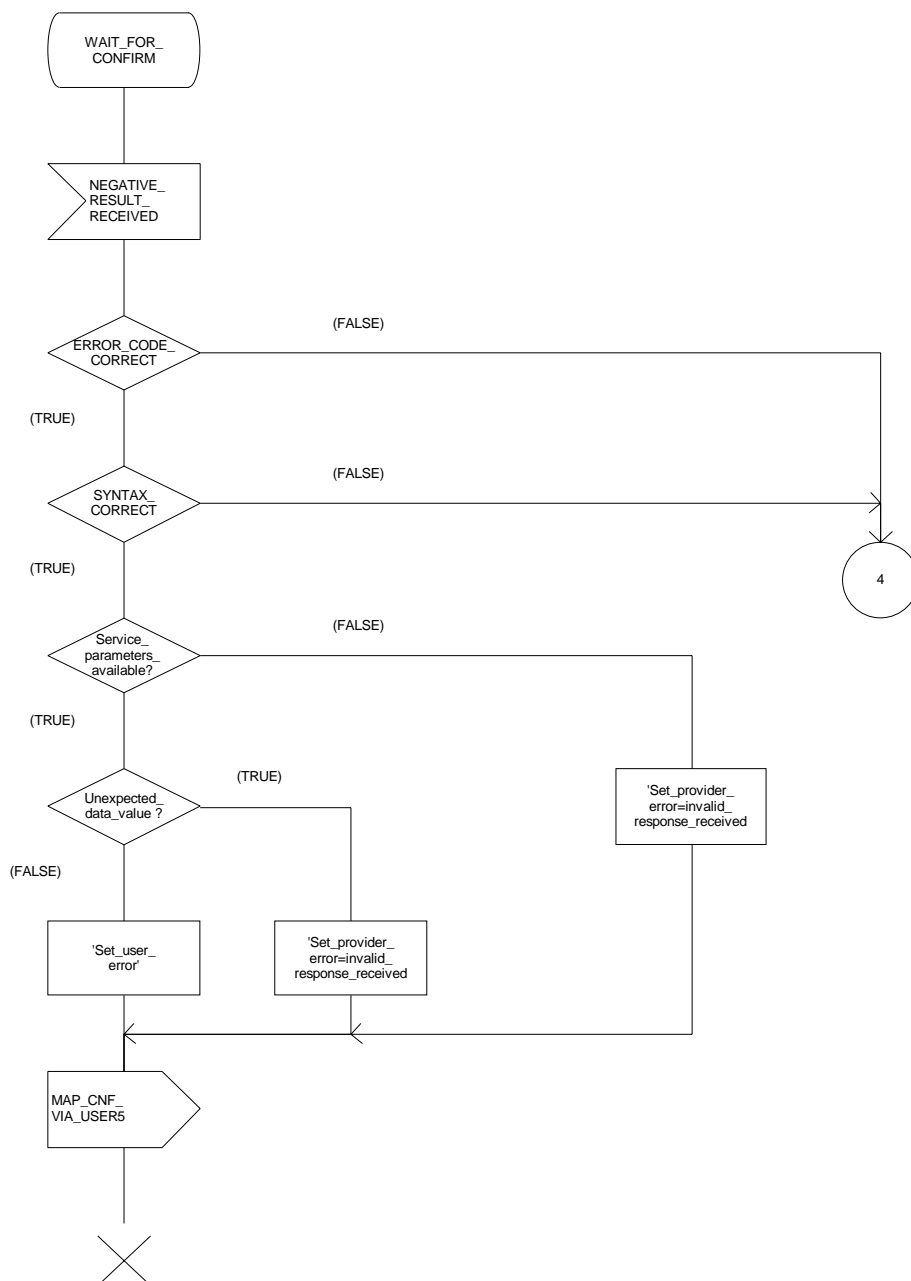 WAIT_FOR_
CONFIRM
NEGATIVE_
RESULT_
RECEIVED
(FALSE)
ERROR_CODE_
CORRECT
(TRUE)
(FALSE)
SYNTAX_
CORRECT
(TRUE)
4
(FALSE)
Service_
parameters_
available?
(TRUE)
(TRUE)
Unexpected_
data_value ?
'Set_provider_
error=invalid_
response_received
(FALSE)
'Set_user_
error'
'Set_provider_
error=invalid_
response_received
MAP_CNF_
VIA_USER5